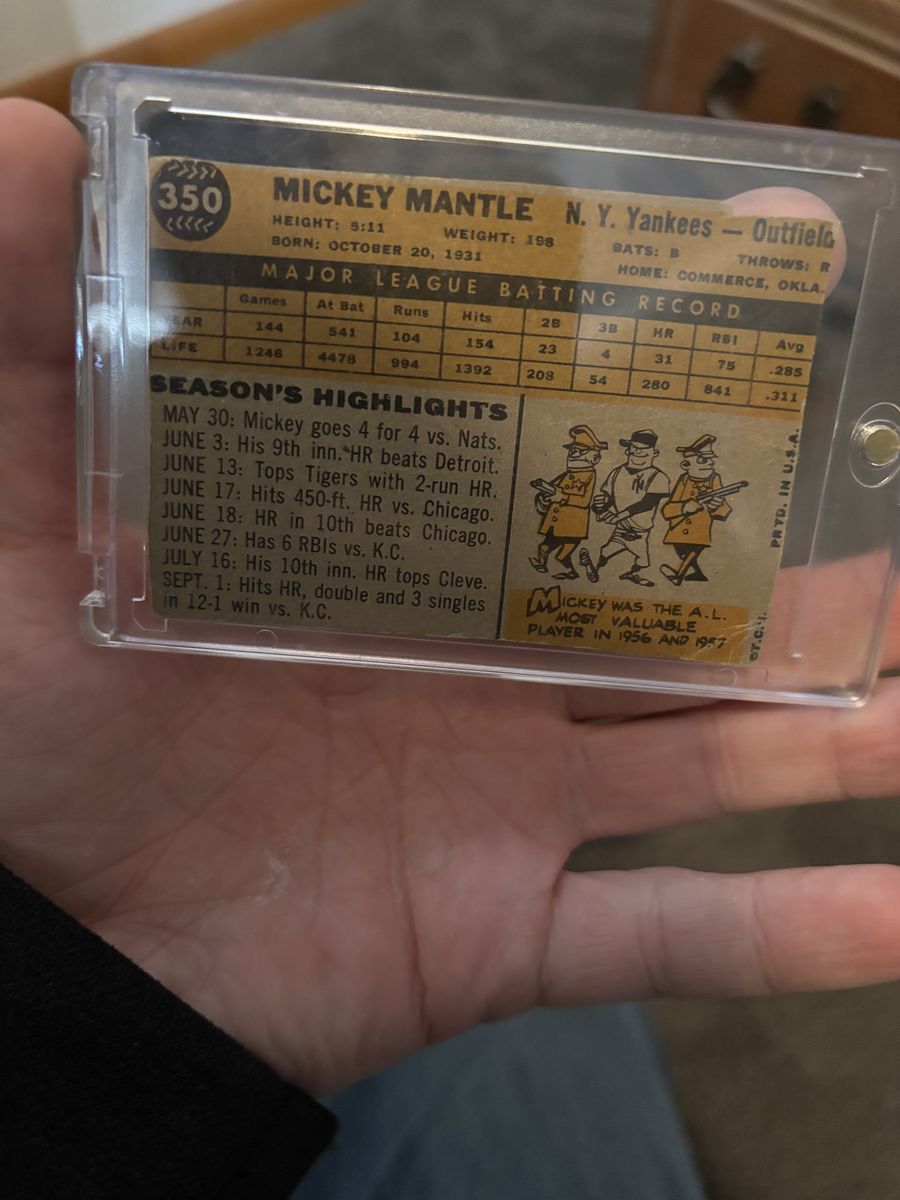 350
MICKEY MANTLE N. Y. Yankees — Outfield
HEIGHT: 5:11 WEIGHT: 198 BATS: B THROWS: R
BORN: OCTOBER 20, 1931 HOME: COMMERCE, OKLA.
MAJOR LEAGUE BATTING RECORD
Games At Bat Runs Hits 2B 3B HR RBI Avg
YEAR 144 541 104 154 23 4 31 75 .285
LIFE 1246 4478 994 1392 208 54 280 841 .311
SEASON'S HIGHLIGHTS
MAY 30: Mickey goes 4 for 4 vs. Nats.
JUNE 3: His 9th inn. HR beats Detroit.
JUNE 13: Tops Tigers with 2-run HR.
JUNE 17: Hits 450-ft. HR vs. Chicago.
JUNE 18: HR in 10th beats Chicago.
JUNE 27: Has 6 RBIs vs. K.C.
JULY 16: His 10th inn. HR tops Cleve.
SEPT. 1: Hits HR, double and 3 singles
in 12-1 win vs. K.C.
NY
MICKEY WAS THE A.L.
MOST VALUABLE
PLAYER IN 1956 AND 1957
PRTD. IN U.S.A.